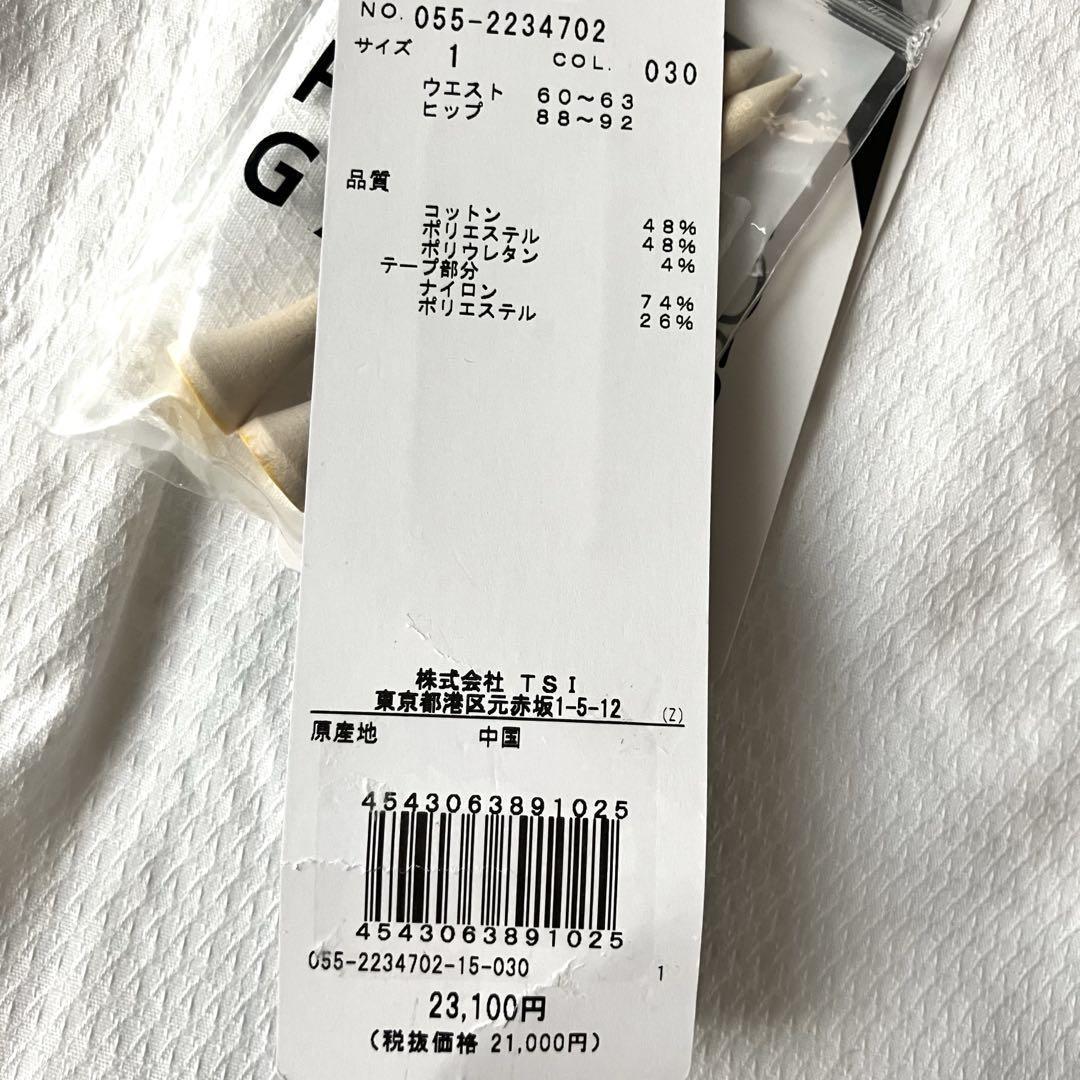 NO. 055-2234702
サイズ 1 COL. 030
ウエスト 60〜63
ヒップ 88〜92
品質
コットン 48%
ポリエステル 48%
ポリウレタン 4%
テープ部分
ナイロン 74%
ポリエステル 26%
株式会社 TSI
東京都港区元赤坂1-5-12 (Z)
原産地 中国
4543063891025
4543063891025
055-2234702-15-030 1
23,100円
(税抜価格 21,000円)
G